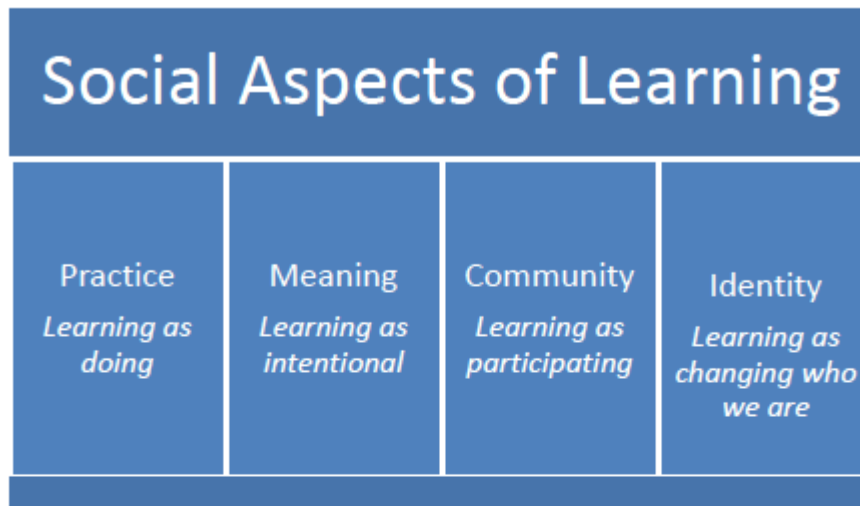 Social Aspects of Learning
Practice
Learning as
doing
Meaning
Learning as
intentional
Community
Learning as
participating
Identity
Learning as
changing who
we are